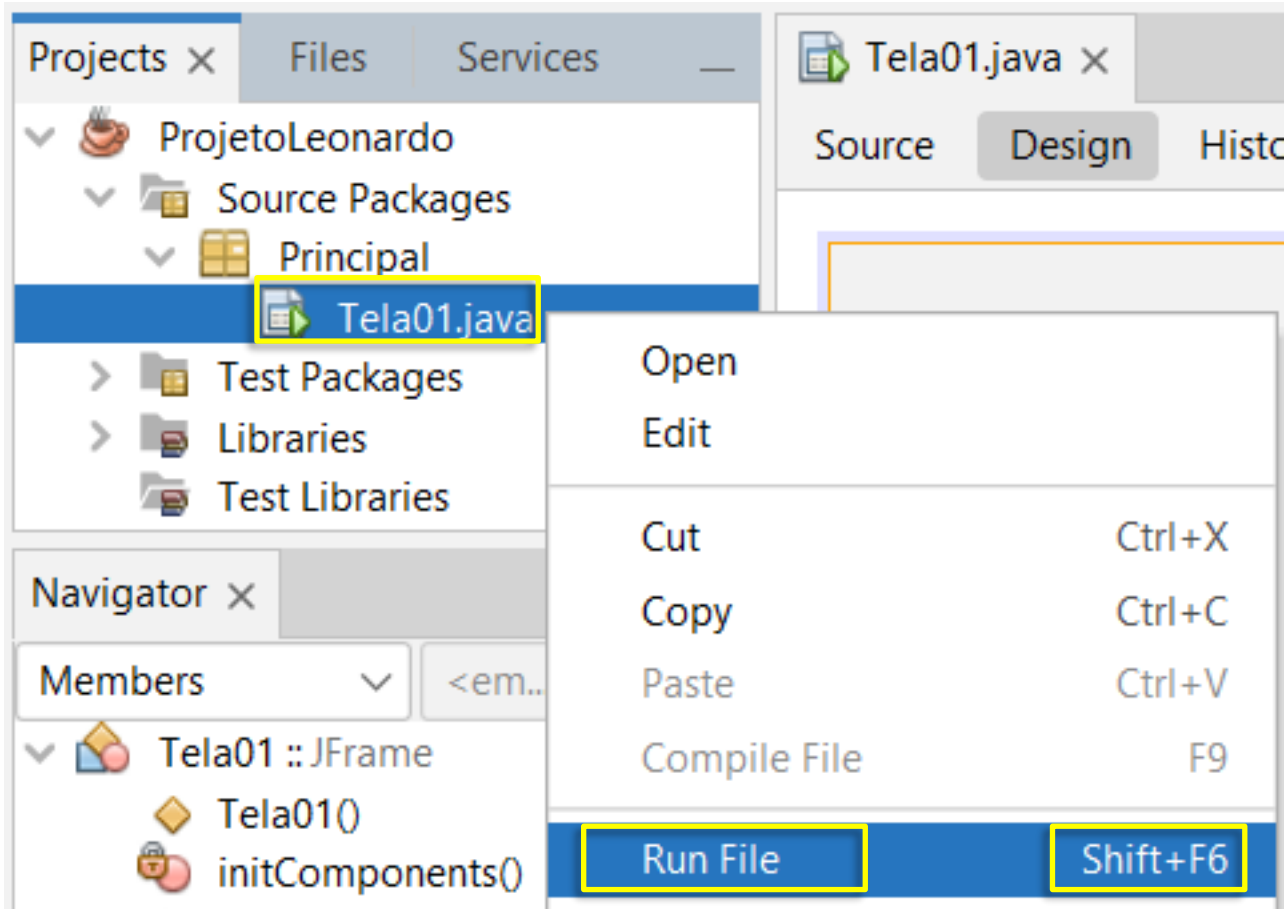 Projects
Files
Services
Tela01.java
ProjetoLeonardo
Source Packages
Principal
Tela01.java
Test Packages
Libraries
Test Libraries
Source
Design
Histo
Open
Edit
Cut Ctrl+X
Copy Ctrl+C
Paste Ctrl+V
Compile File F9
Run File Shift+F6
Navigator
Members
<em...
Tela01 :: JFrame
Tela01()
initComponents()